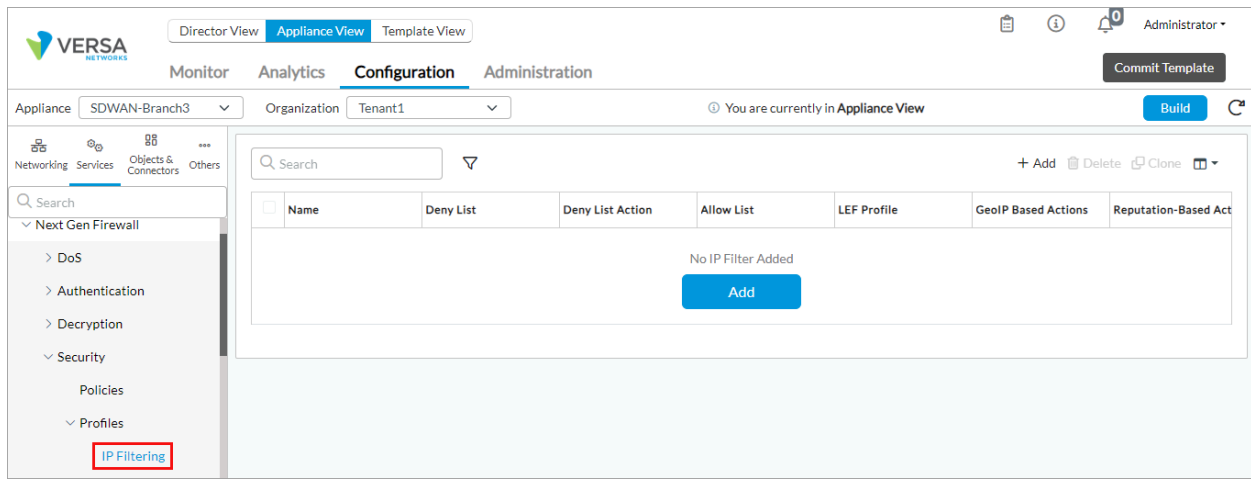 VERSA
NETWORKS
Director View Appliance View Template View
0
Administrator
Monitor Analytics Configuration Administration
Commit Template
Appliance SDWAN-Branch3 Organization Tenant1 You are currently in Appliance View Build
Networking Services Objects & Connectors Others
Search
Next Gen Firewall
DoS
Authentication
Decryption
Security
Policies
Profiles
IP Filtering
Search + Add Delete Clone
Name Deny List Deny List Action Allow List LEF Profile GeoIP Based Actions Reputation-Based Act
No IP Filter Added
Add